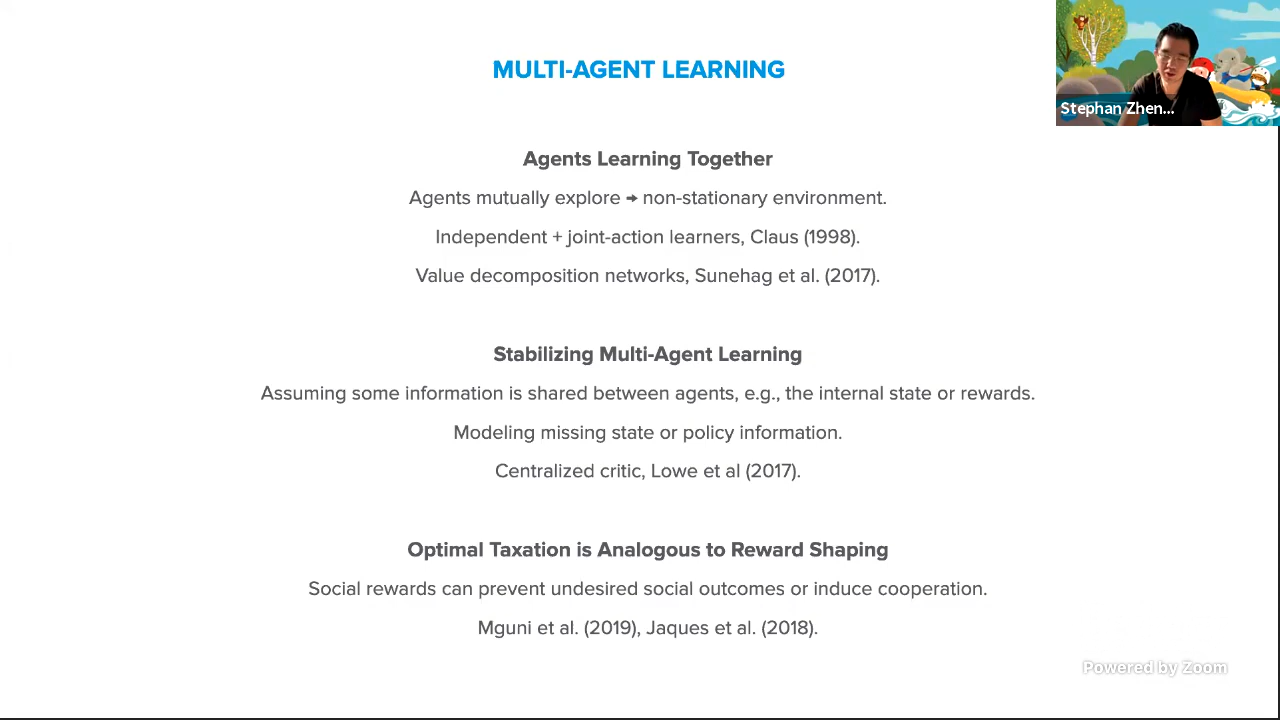 MULTI-AGENT LEARNING
Stephan Zhen...
Agents Learning Together
Agents mutually explore → non-stationary environment.
Independent + joint-action learners, Claus (1998).
Value decomposition networks, Sunehag et al. (2017).
Stabilizing Multi-Agent Learning
Assuming some information is shared between agents, e.g., the internal state or rewards.
Modeling missing state or policy information.
Centralized critic, Lowe et al (2017).
Optimal Taxation is Analogous to Reward Shaping
Social rewards can prevent undesired social outcomes or induce cooperation.
Mguni et al. (2019), Jaques et al. (2018).
Powered by Zoom